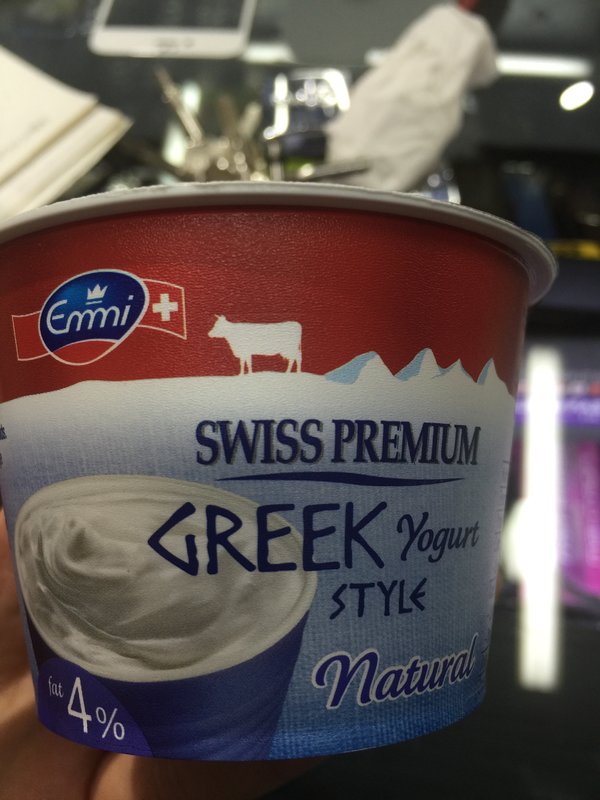 Emmi
SWISS PREMIUM
GREEK Yogurt
STYLE
Natural
fat 4%